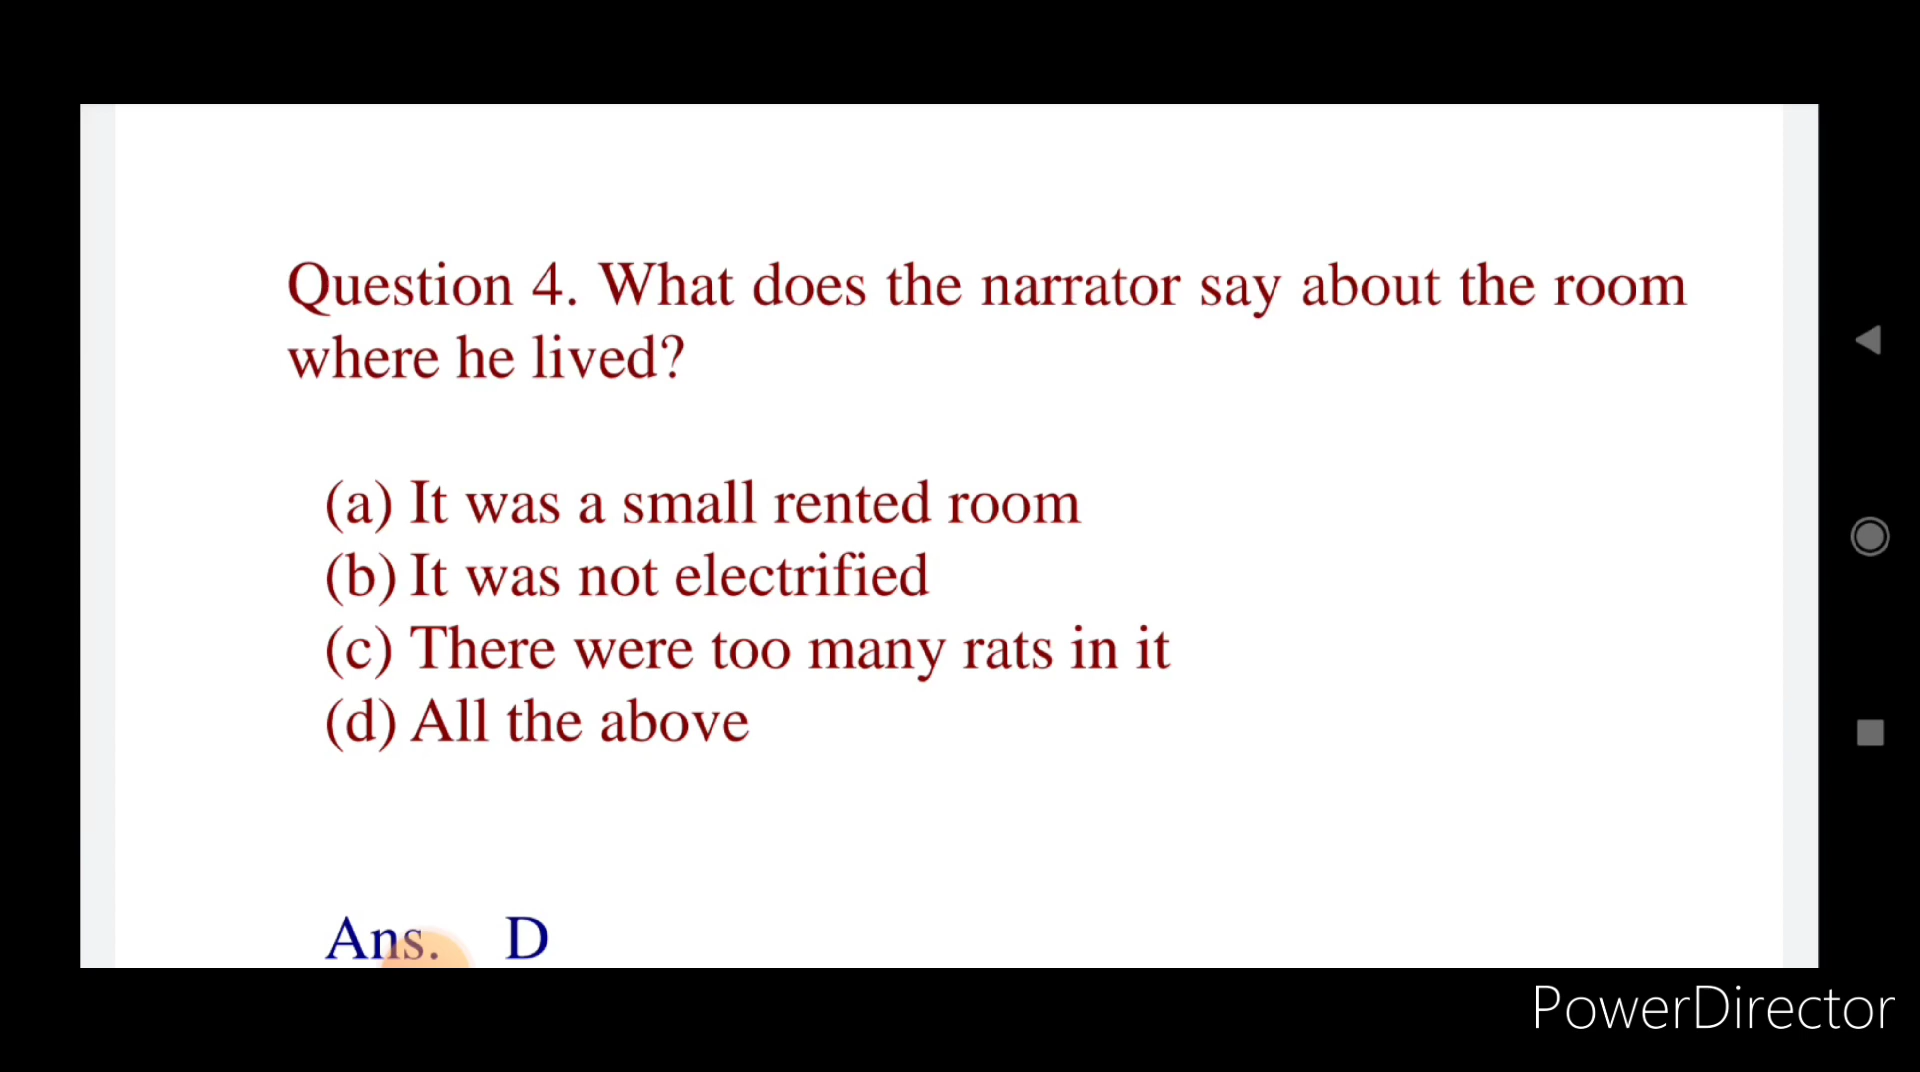 Question 4. What does the narrator say about the room
where he lived?
(a) It was a small rented room
(b) It was not electrified
(c) There were too many rats in it
(d) All the above
Ans. D
PowerDirector